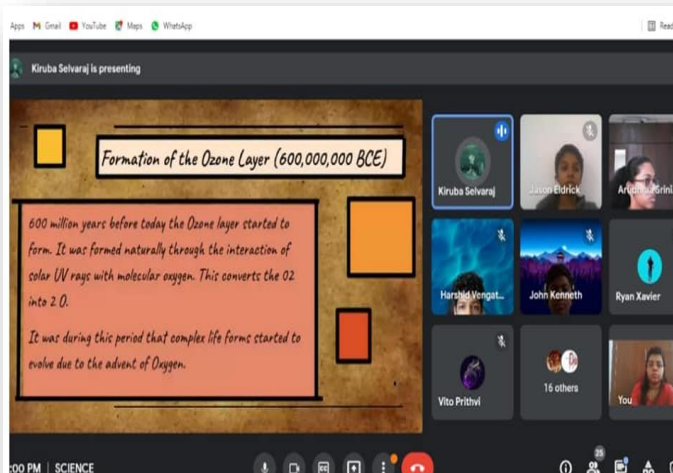 Apps M Gmail YouTube Maps WhatsApp Read
Kiruba Selvaraj is presenting
Formation of the Ozone Layer (600,000,000 BCE)
600 million years before today the Ozone layer started to
form. It was formed naturally through the interaction of
solar UV rays with molecular oxygen. This converts the O2
into 2 O.
It was during this period that complex life forms started to
evolve due to the advent of Oxygen.
Kiruba Selvaraj
Jason Eldrick
Harshid Vengat...
John Kenneth
Ryan Xavier
Vito Prithvi
16 others
You
:00 PM | SCIENCE
25